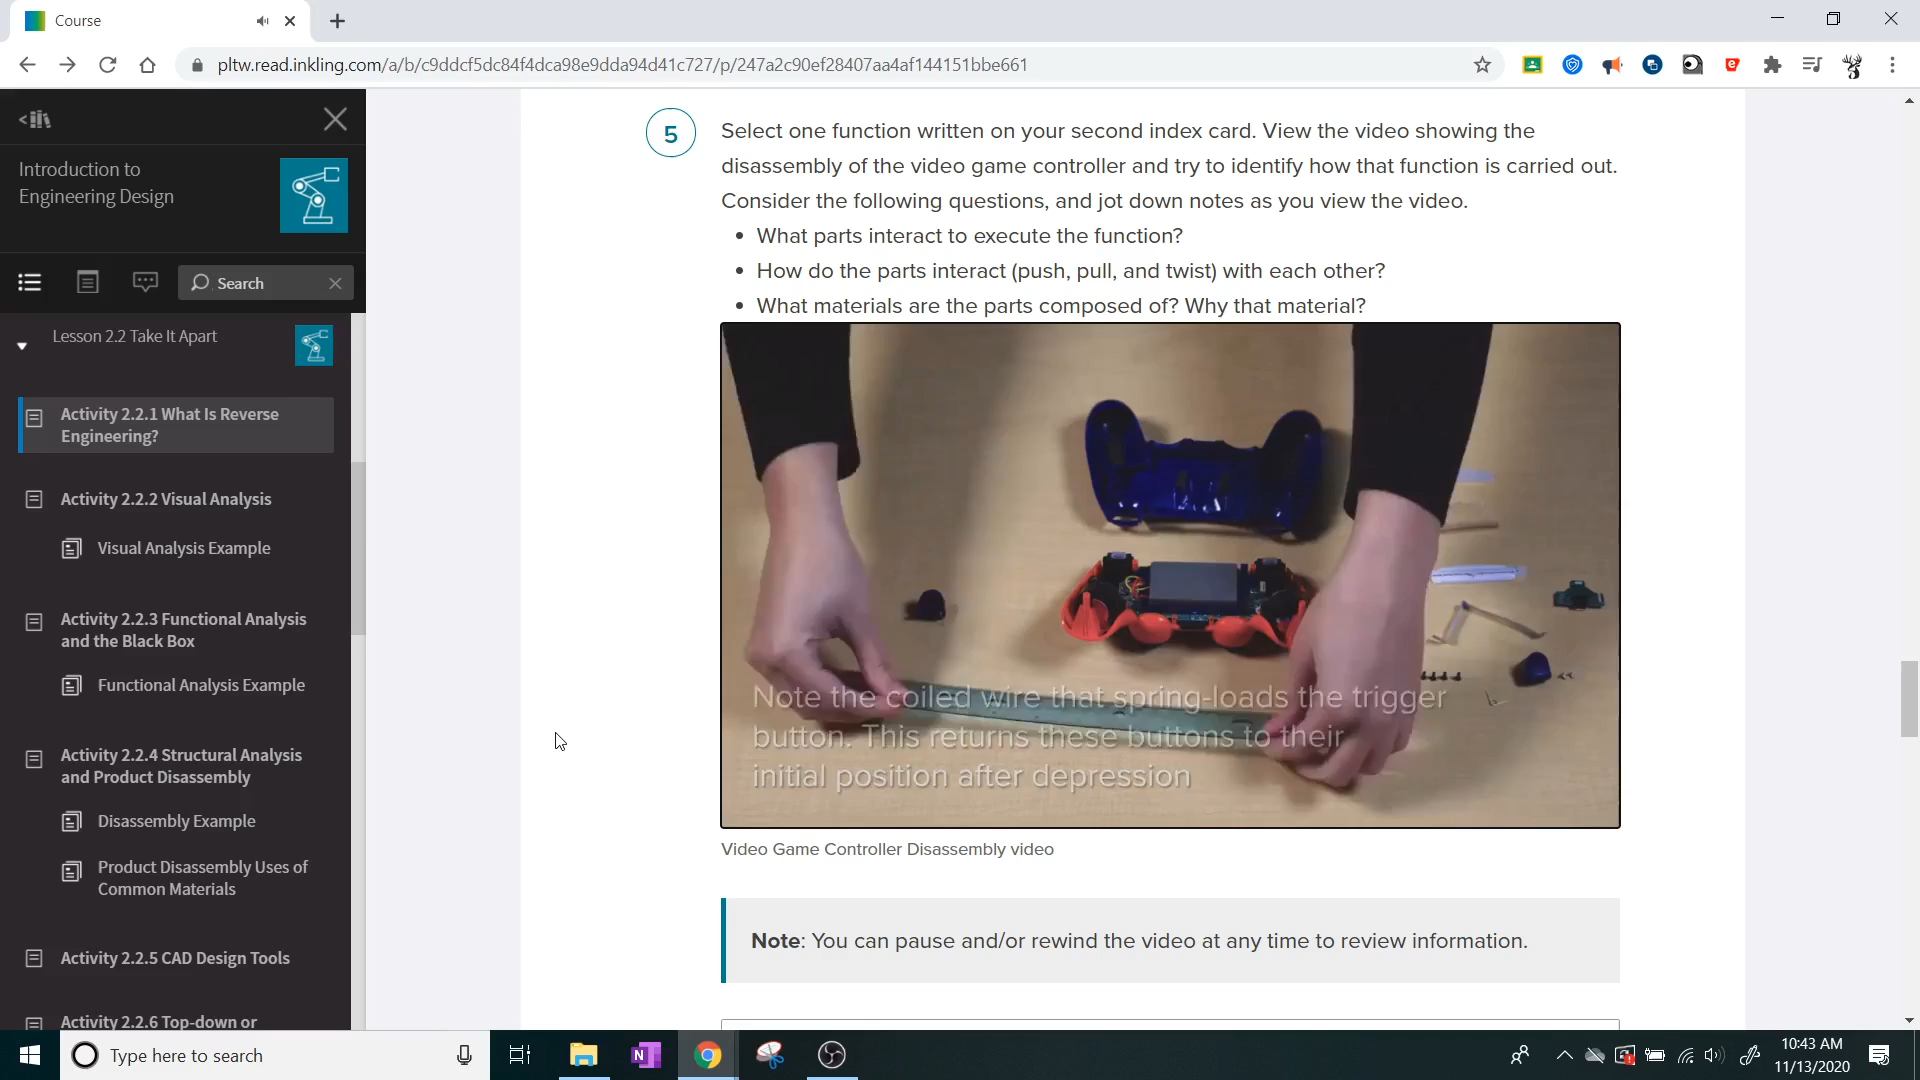 Course
pltw.read.inkling.com/a/b/c9ddcf5dc84f4dca98e9dda94d41c727/p/247a2c90ef28407aa4af144151bbe661
Introduction to
Engineering Design
Search
Lesson 2.2 Take It Apart
Activity 2.2.1 What Is Reverse
Engineering?
Activity 2.2.2 Visual Analysis
Visual Analysis Example
Activity 2.2.3 Functional Analysis
and the Black Box
Functional Analysis Example
Activity 2.2.4 Structural Analysis
and Product Disassembly
Disassembly Example
Product Disassembly Uses of
Common Materials
Activity 2.2.5 CAD Design Tools
Activity 2.2.6 Top-down or
5
Select one function written on your second index card. View the video showing the
disassembly of the video game controller and try to identify how that function is carried out.
Consider the following questions, and jot down notes as you view the video.
• What parts interact to execute the function?
• How do the parts interact (push, pull, and twist) with each other?
• What materials are the parts composed of? Why that material?
Note the coiled wire that spring-loads the trigger
button. This returns these buttons to their
initial position after depression
Video Game Controller Disassembly video
Note: You can pause and/or rewind the video at any time to review information.
Type here to search
N
10:43 AM
11/13/2020